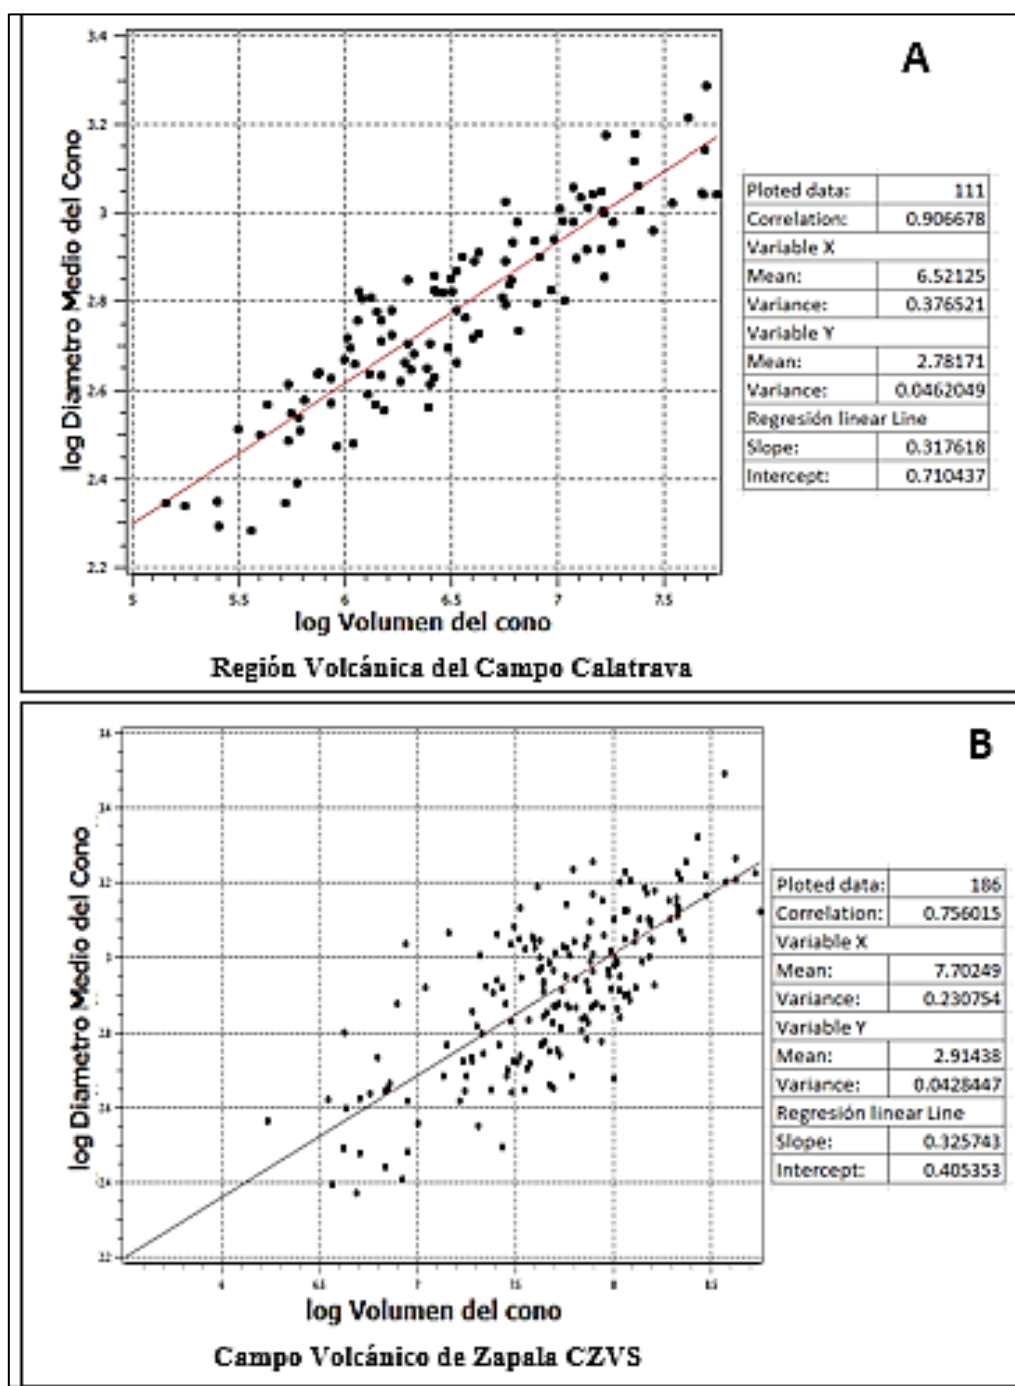 A
3.4
3.2
3
2.8
2.6
2.4
2.2
log Diametro Medio del Cono
5
5.5
6
6.5
7
7.5
log Volumen del cono
Ploted data: 111
Correlation: 0.906678
Variable X
Mean: 6.52125
Variance: 0.376521
Variable Y
Mean: 2.78171
Variance: 0.0462049
Regresión linear Line
Slope: 0.317618
Intercept: 0.710437
Región Volcánica del Campo Calatrava
B
log Diametro Medio del Cono
6
7
8
log Volumen del cono
Ploted data: 186
Correlation: 0.756015
Variable X
Mean: 7.70249
Variance: 0.230754
Variable Y
Mean: 2.91438
Variance: 0.0428447
Regresión linear Line
Slope: 0.325743
Intercept: 0.405353
Campo Volcánico de Zapala CZVS